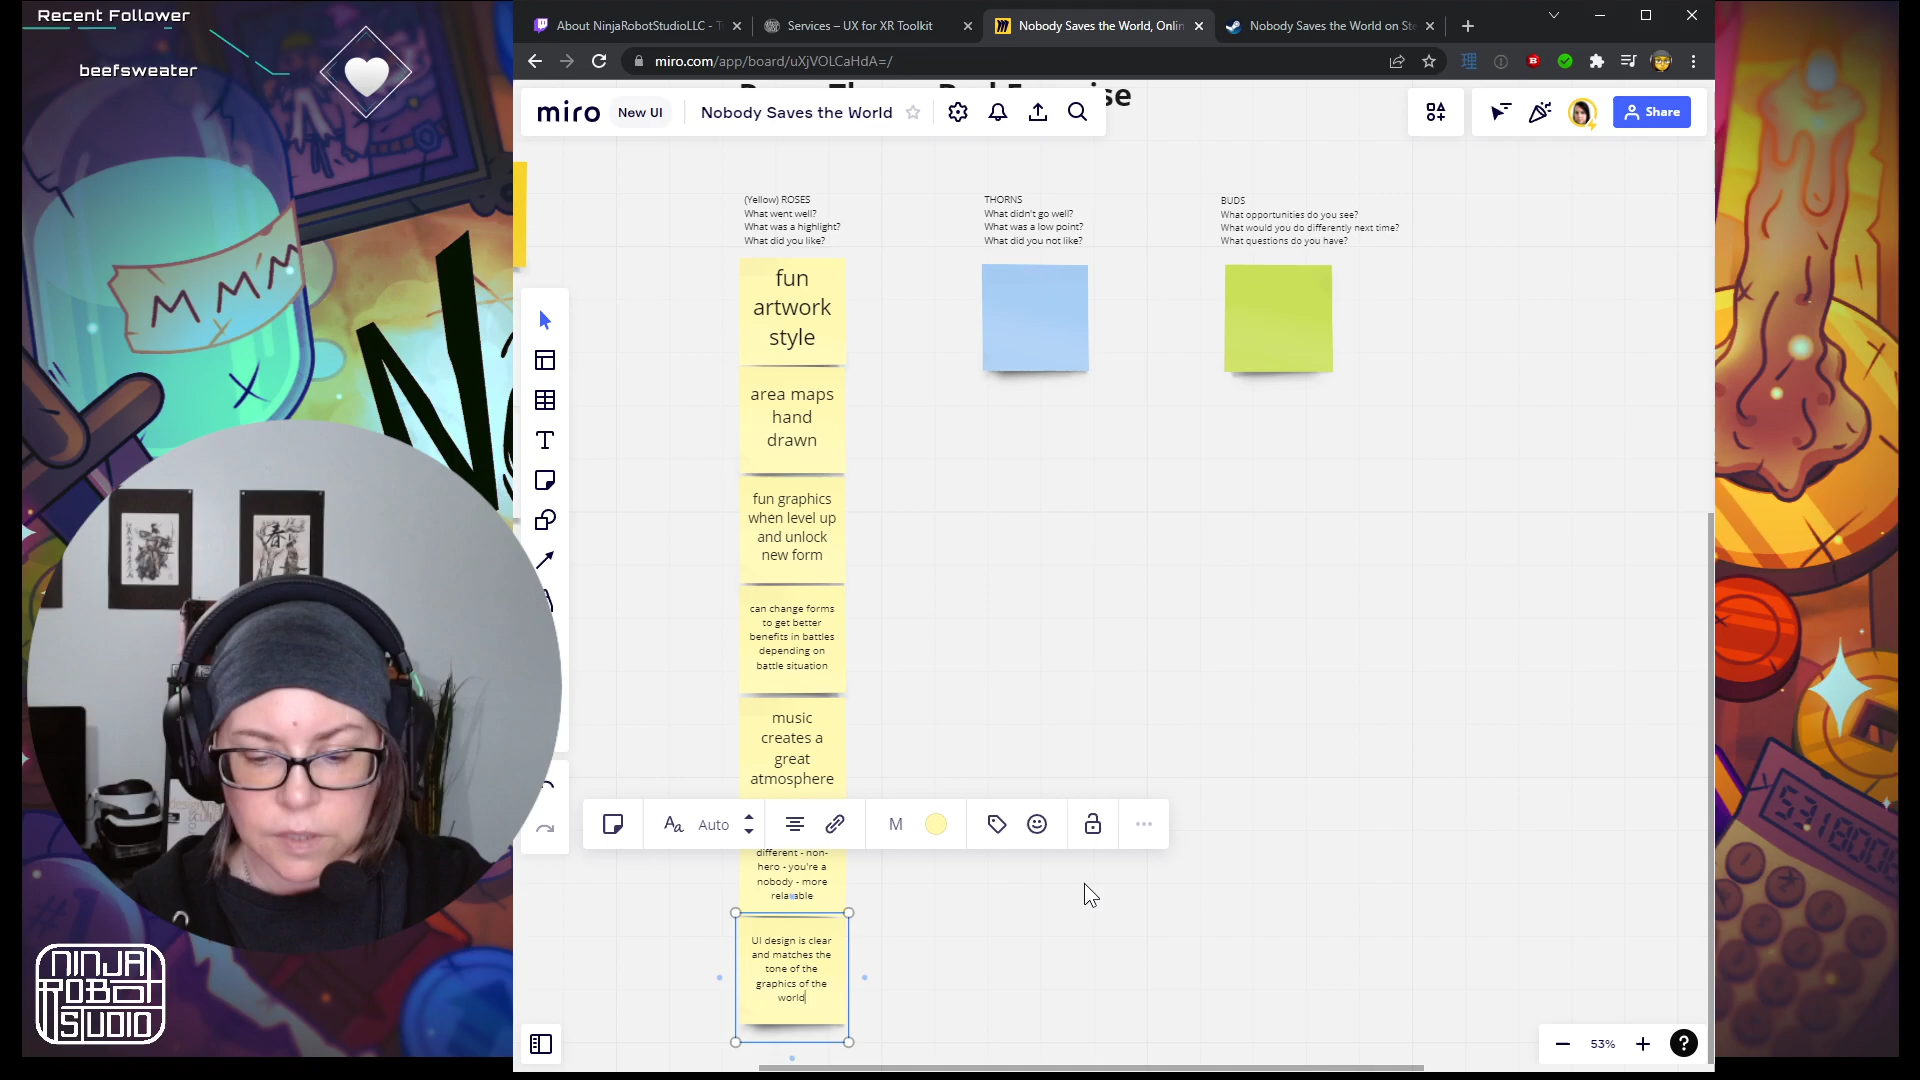 Recent Follower
beefsweater
About NinjaRobotStudioLLC - T
Services – UX for XR Toolkit
Nobody Saves the World, Onlin
Nobody Saves the World on Ste
miro.com/app/board/uXjVOLCaHdA=/
miro
New UI
Nobody Saves the World
Share
(Yellow) ROSES
What went well?
What was a highlight?
What did you like?
THORNS
What didn't go well?
What was a low point?
What did you not like?
BUDS
What opportunities do you see?
What would you do differently next time?
What questions do you have?
fun
artwork
style
area maps
hand
drawn
fun graphics
when level up
and unlock
new form
can change forms
to get better
benefits in battles
depending on
battle situation
music
creates a
great
atmosphere
Auto
M
different - non-
hero - you're a
nobody - more
relatable
UI design is clear
and matches the
tone of the
graphics of the
world
53%
MMM
NINJA
ROBOT
STUDIO
5318008